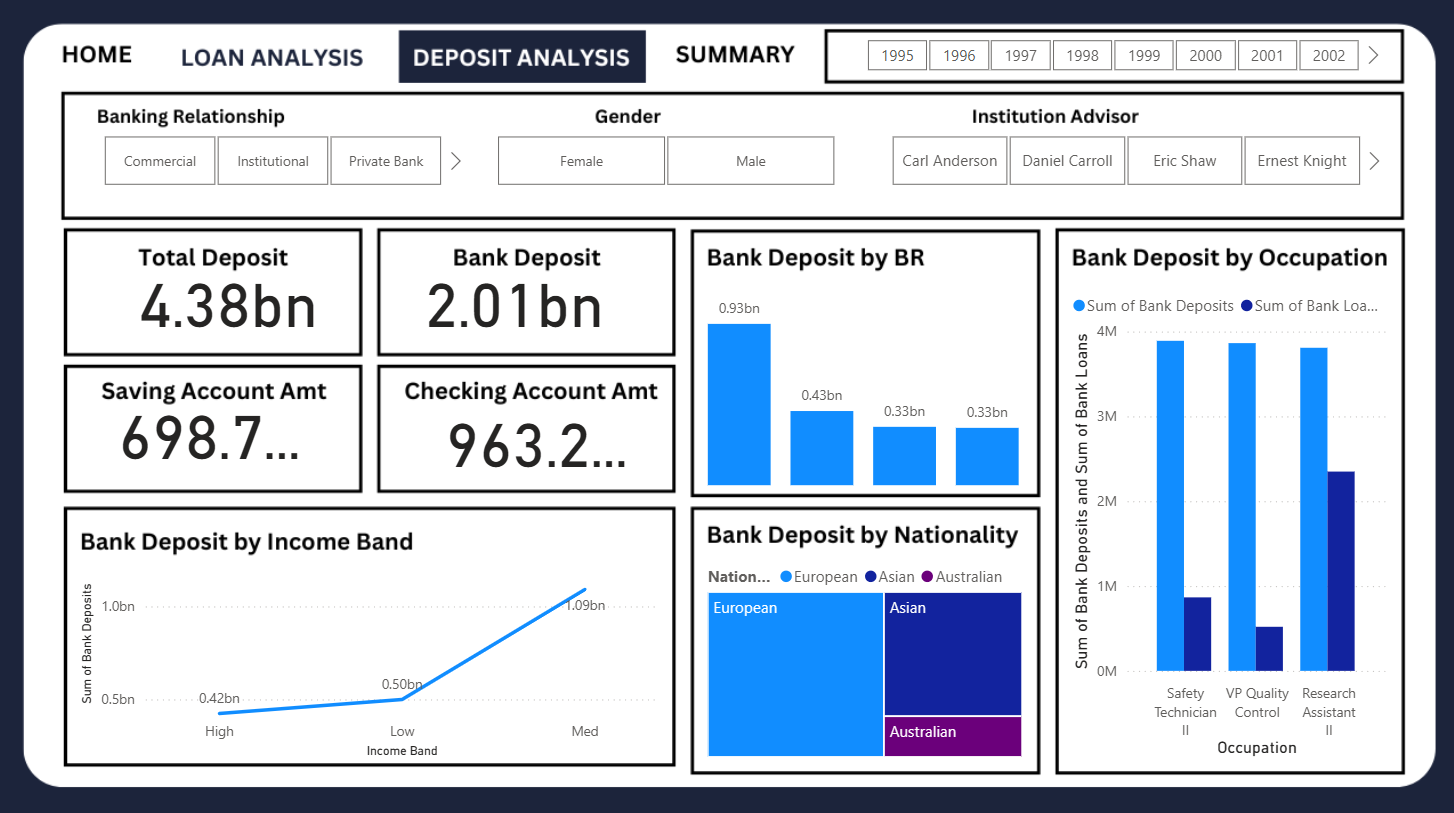 HOME
LOAN ANALYSIS
DEPOSIT ANALYSIS
SUMMARY
1995
1996
1997
1998
1999
2000
2001
2002
Banking Relationship
Commercial
Institutional
Private Bank
Gender
Female
Male
Institution Advisor
Carl Anderson
Daniel Carroll
Eric Shaw
Ernest Knight
Total Deposit
4.38bn
Bank Deposit
2.01bn
Saving Account Amt
698.7...
Checking Account Amt
963.2...
Bank Deposit by BR
0.93bn
0.43bn
0.33bn
0.33bn
Bank Deposit by Occupation
Sum of Bank Deposits
Sum of Bank Loa...
Sum of Bank Deposits and Sum of Bank Loans
4M
3M
2M
1M
0M
Safety
Technician
II
VP Quality
Control
Research
Assistant
II
Occupation
Bank Deposit by Income Band
Sum of Bank Deposits
1.0bn
0.5bn
0.42bn
0.50bn
1.09bn
High
Low
Med
Income Band
Bank Deposit by Nationality
Nation...
European
Asian
Australian
European
Asian
Australian